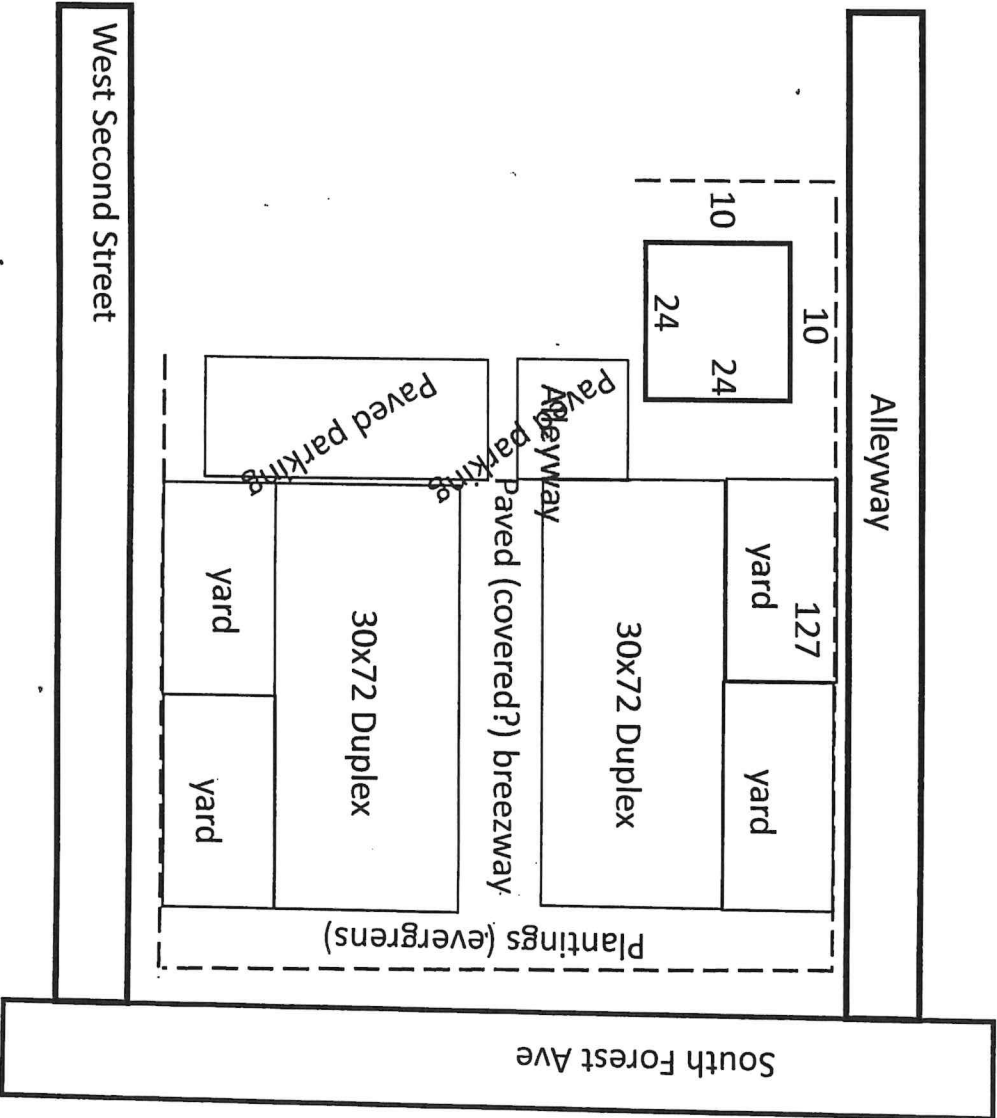 West Second Street
Alleyway
10
10
24
24
Paved parking
Paved parking
Alleyway
yard
127
yard
30x72 Duplex
Paved (covered?) breezway
30x72 Duplex
yard
yard
Plantings (evergrens)
South Forest Ave